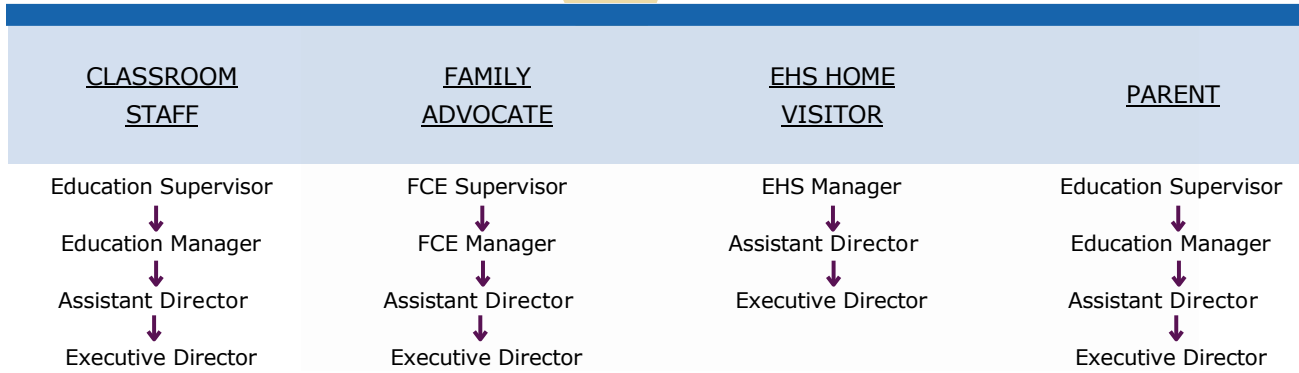 CLASSROOM
STAFF
FAMILY
ADVOCATE
EHS HOME
VISITOR
PARENT
Education Supervisor
Education Manager
Assistant Director
Executive Director
FCE Supervisor
FCE Manager
Assistant Director
Executive Director
EHS Manager
Assistant Director
Executive Director
Education Supervisor
Education Manager
Assistant Director
Executive Director